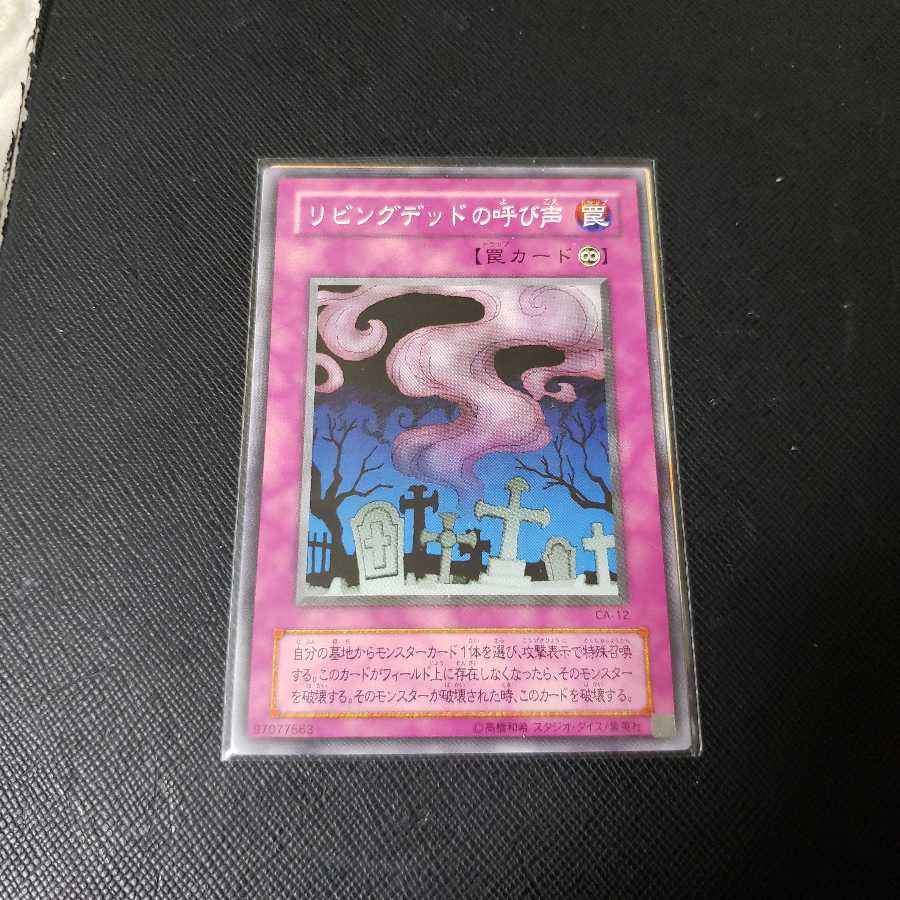 リビングデッドの呼び声 罠
【罠カード】
CA-12
自分の墓地からモンスターカード1体を選び、攻撃表示で特殊召喚
する。このカードがフィールド上に存在しなくなったら、そのモンスター
を破壊する。そのモンスターが破壊された時、このカードを破壊する。
97077563 ©高橋和希 スタジオ・ダイス/集英社